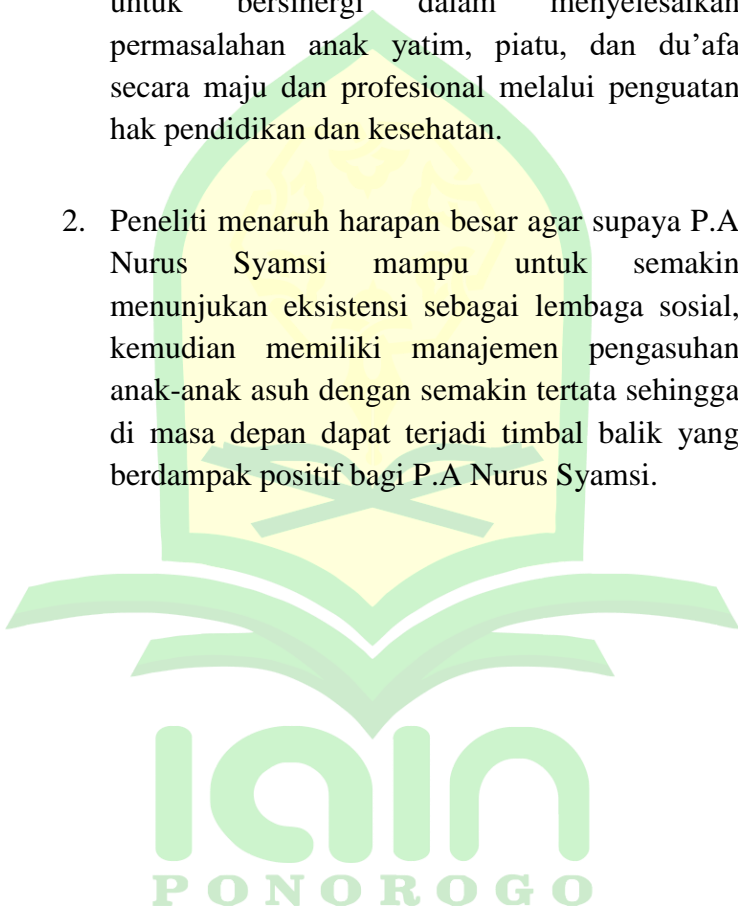 untuk bersinergi dalam menyelesaikan
permasalahan anak yatim, piatu, dan du’afa
secara maju dan profesional melalui penguatan
hak pendidikan dan kesehatan.
2. Peneliti menaruh harapan besar agar supaya P.A
Nurus Syamsi mampu untuk semakin
menunjukan eksistensi sebagai lembaga sosial,
kemudian memiliki manajemen pengasuhan
anak-anak asuh dengan semakin tertata sehingga
di masa depan dapat terjadi timbal balik yang
berdampak positif bagi P.A Nurus Syamsi.
IAIN
PONOROGO